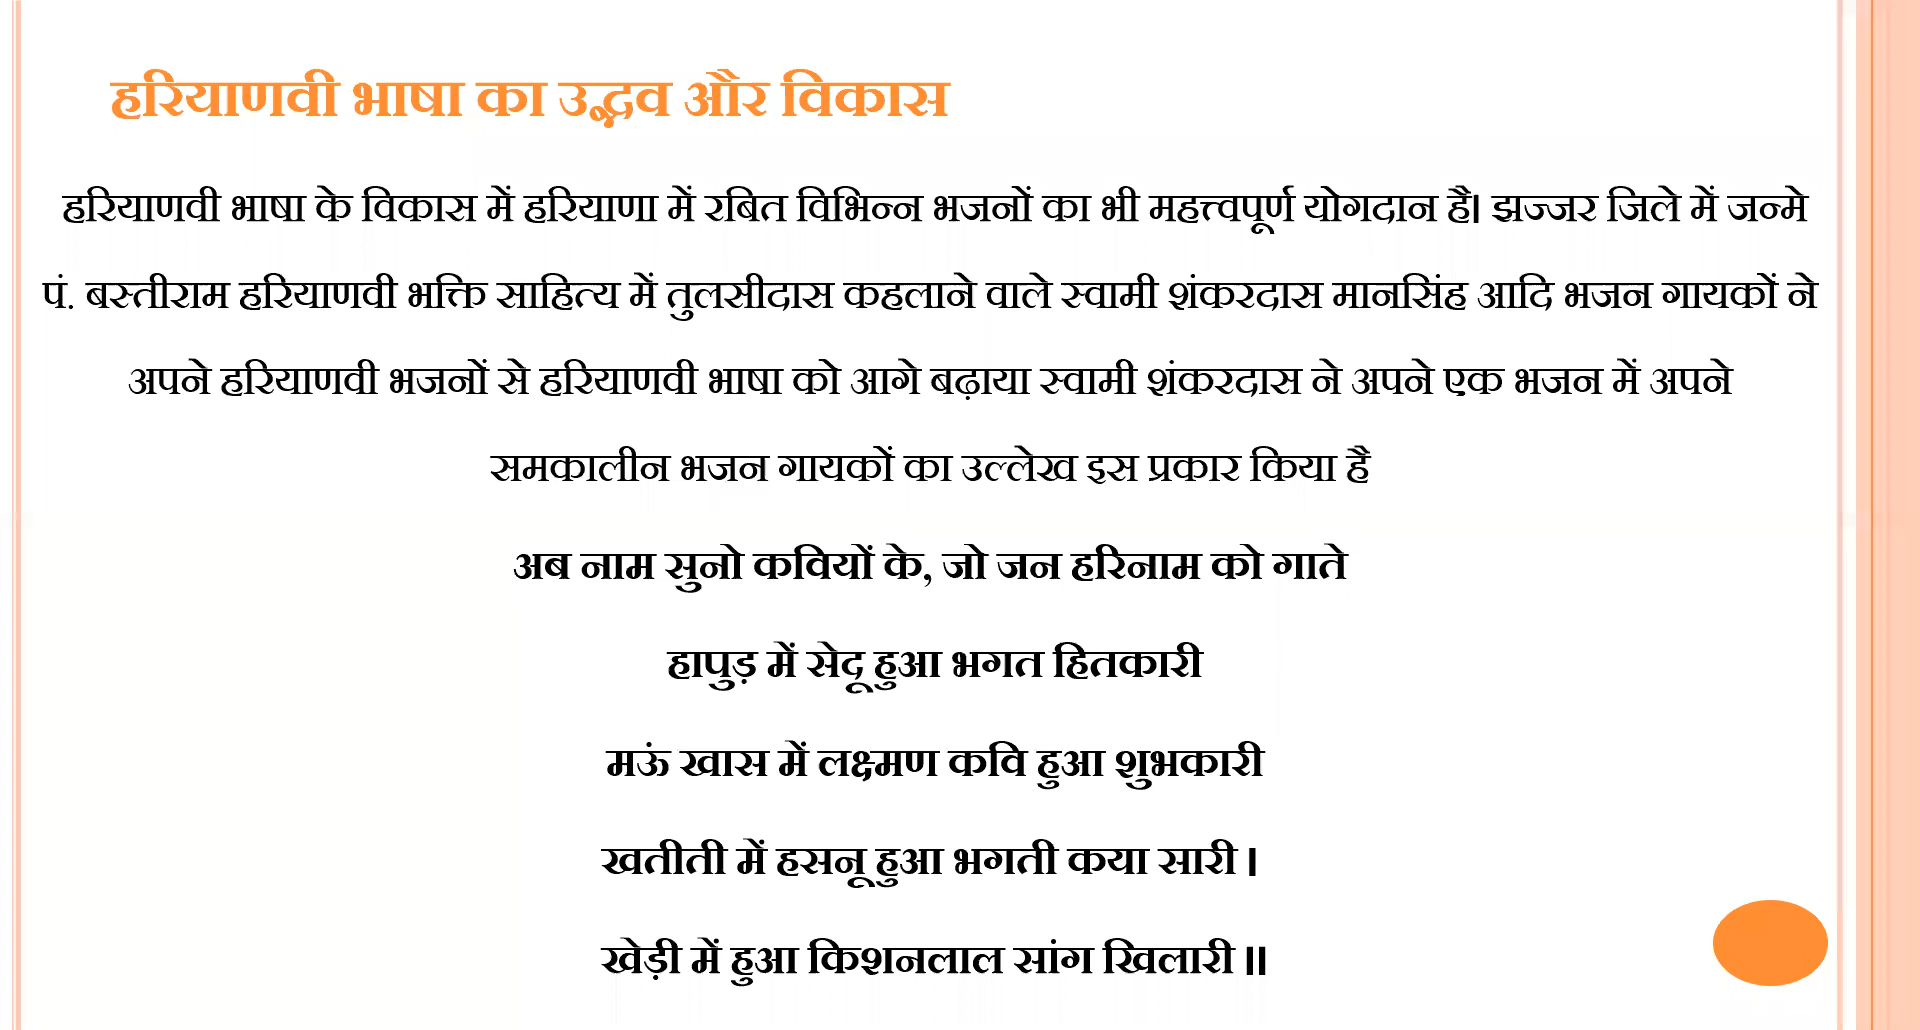 हरियाणवी भाषा का उद्भव और विकास
हरियाणवी भाषा के विकास में हरियाणा में रबित विभिन्न भजनों का भी महत्त्वपूर्ण योगदान है। झज्जर जिले में जन्मे
पं. बस्तीराम हरियाणवी भक्ति साहित्य में तुलसीदास कहलाने वाले स्वामी शंकरदास मानसिंह आदि भजन गायकों ने
अपने हरियाणवी भजनों से हरियाणवी भाषा को आगे बढ़ाया स्वामी शंकरदास ने अपने एक भजन में अपने
समकालीन भजन गायकों का उल्लेख इस प्रकार किया है
अब नाम सुनो कवियों के, जो जन हरिनाम को गाते
हापुड़ में सेदू हुआ भगत हितकारी
मऊं खास में लक्ष्मण कवि हुआ शुभकारी
खतीती में हसनू हुआ भगती कया सारी ।
खेड़ी में हुआ किशनलाल सांग खिलारी ॥